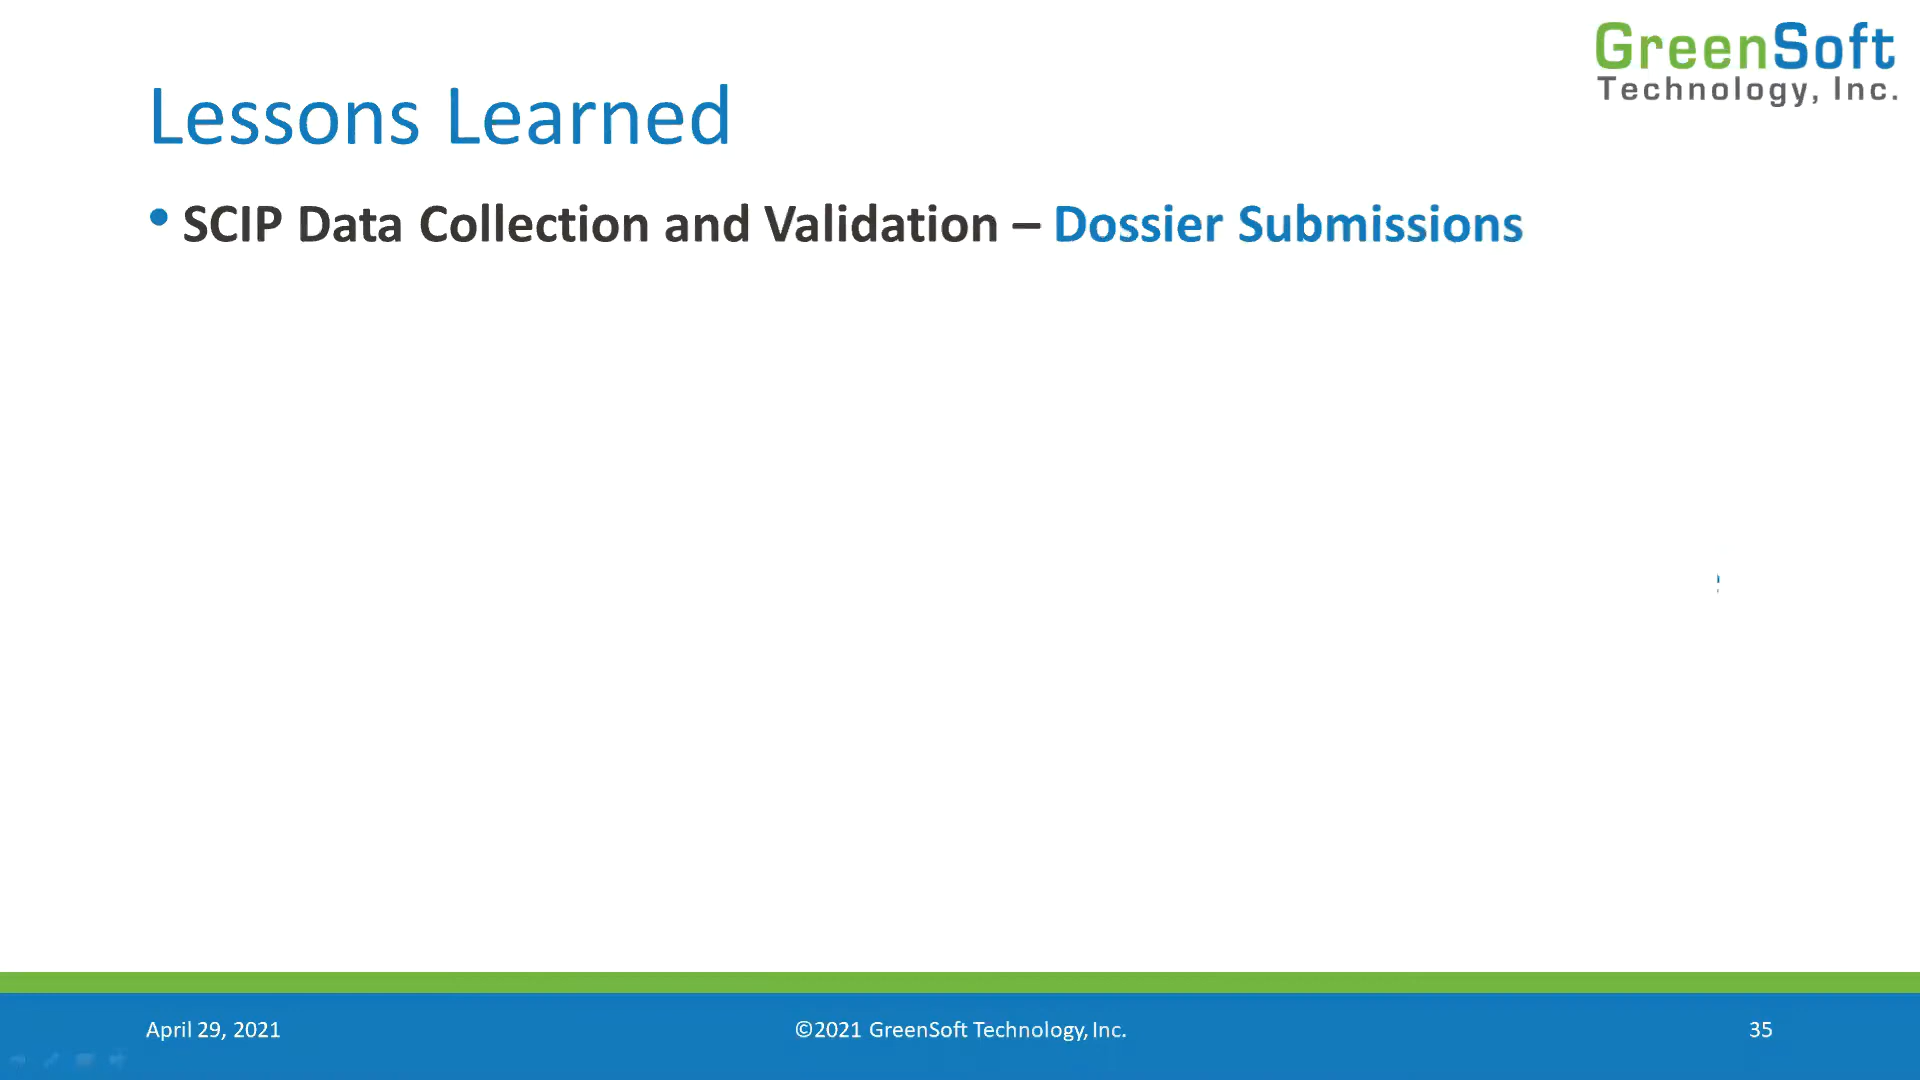 GreenSoft
Technology, Inc.
Lessons Learned
• SCIP Data Collection and Validation – Dossier Submissions
April 29, 2021
©2021 GreenSoft Technology, Inc.
35